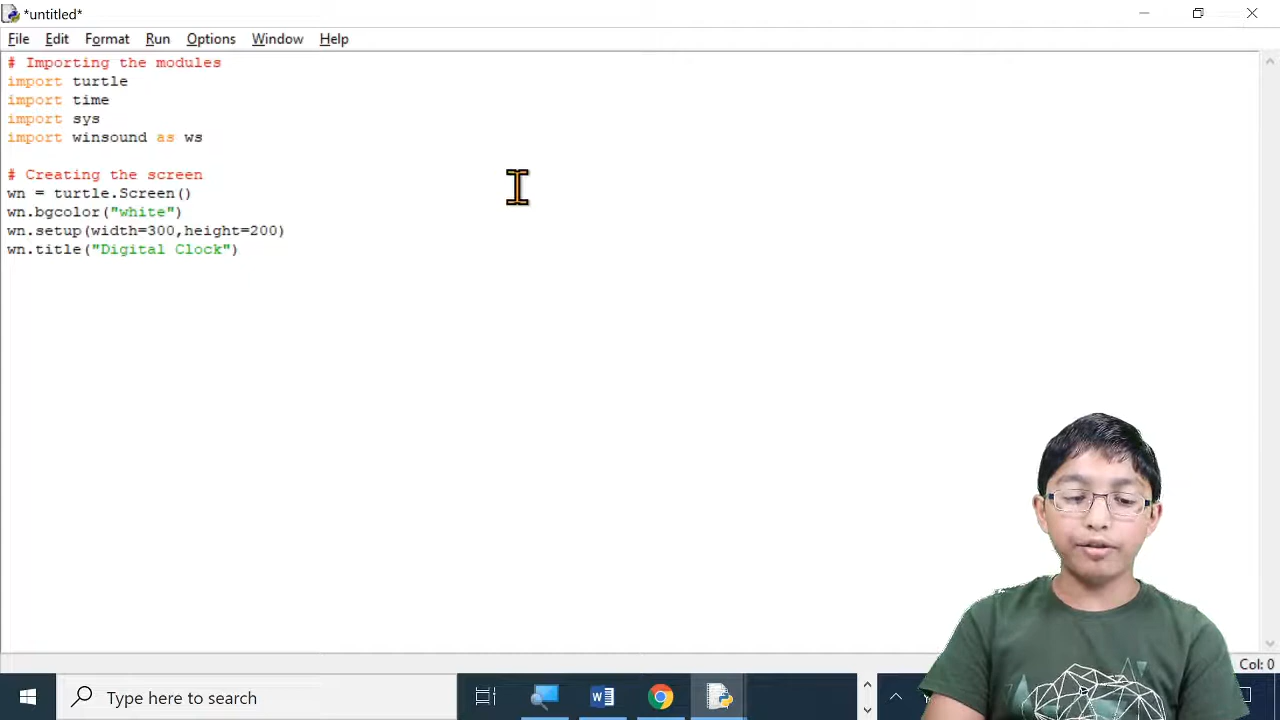 *untitled*
File Edit Format Run Options Window Help
# Importing the modules
import turtle
import time
import sys
import winsound as ws
# Creating the screen
wn = turtle.Screen()
wn.bgcolor("white")
wn.setup(width=300,height=200)
wn.title("Digital Clock")
Col: 0
Type here to search